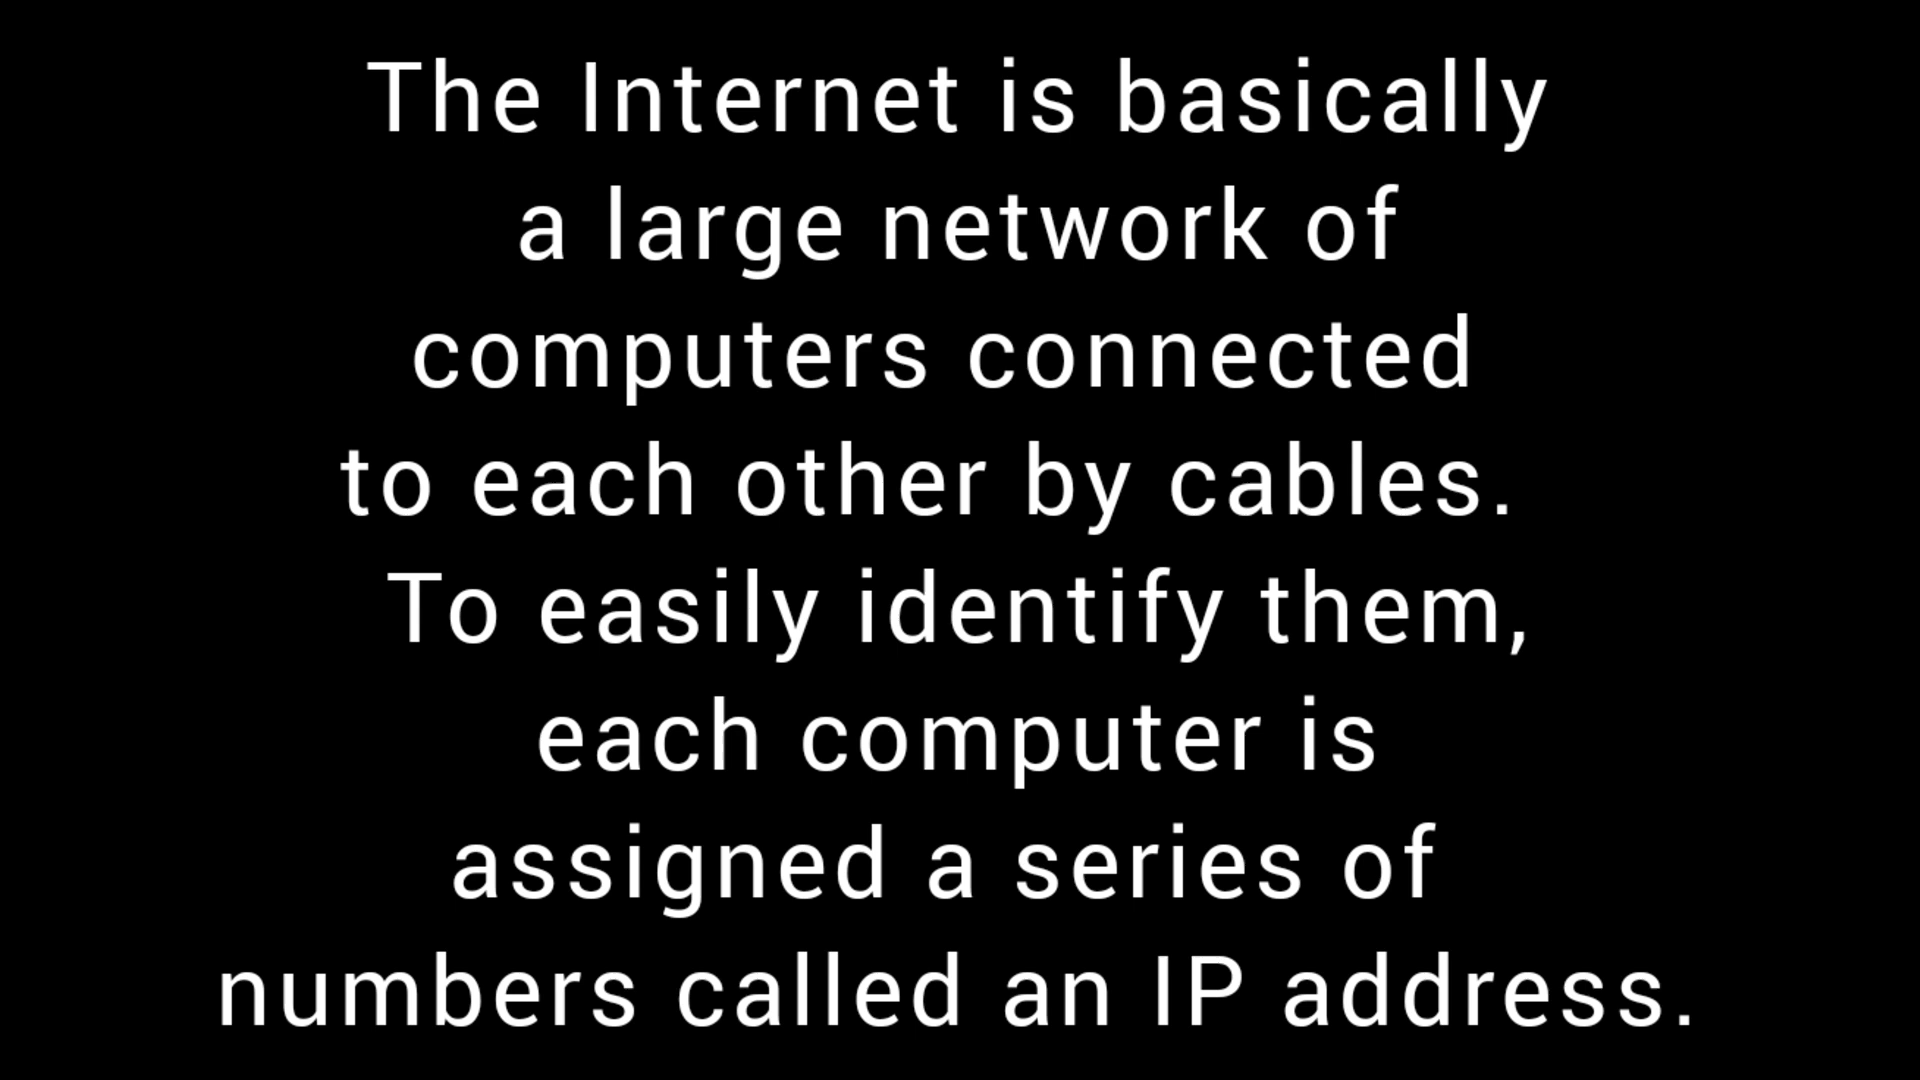 The Internet is basically
a large network of
computers connected
to each other by cables.
To easily identify them,
each computer is
assigned a series of
numbers called an IP address.